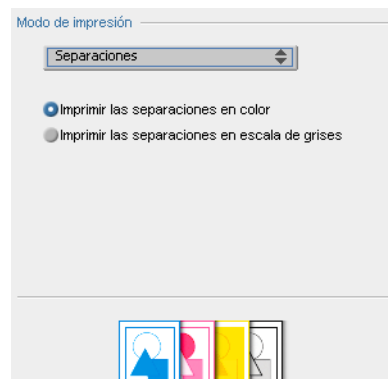 Modo de impresión
Separaciones
Imprimir las separaciones en color
Imprimir las separaciones en escala de grises